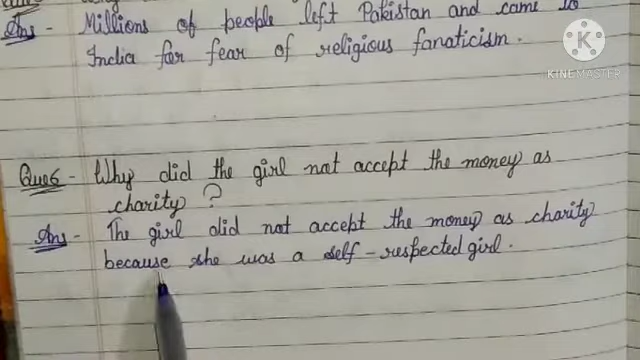 Ans - Millions of people left Pakistan and came to
India for fear of religious fanaticism.
KINEMASTER
Que6 - Why did the girl not accept the money as
charity?
Ans - The girl did not accept the money as charity
because she was a self-respected girl.